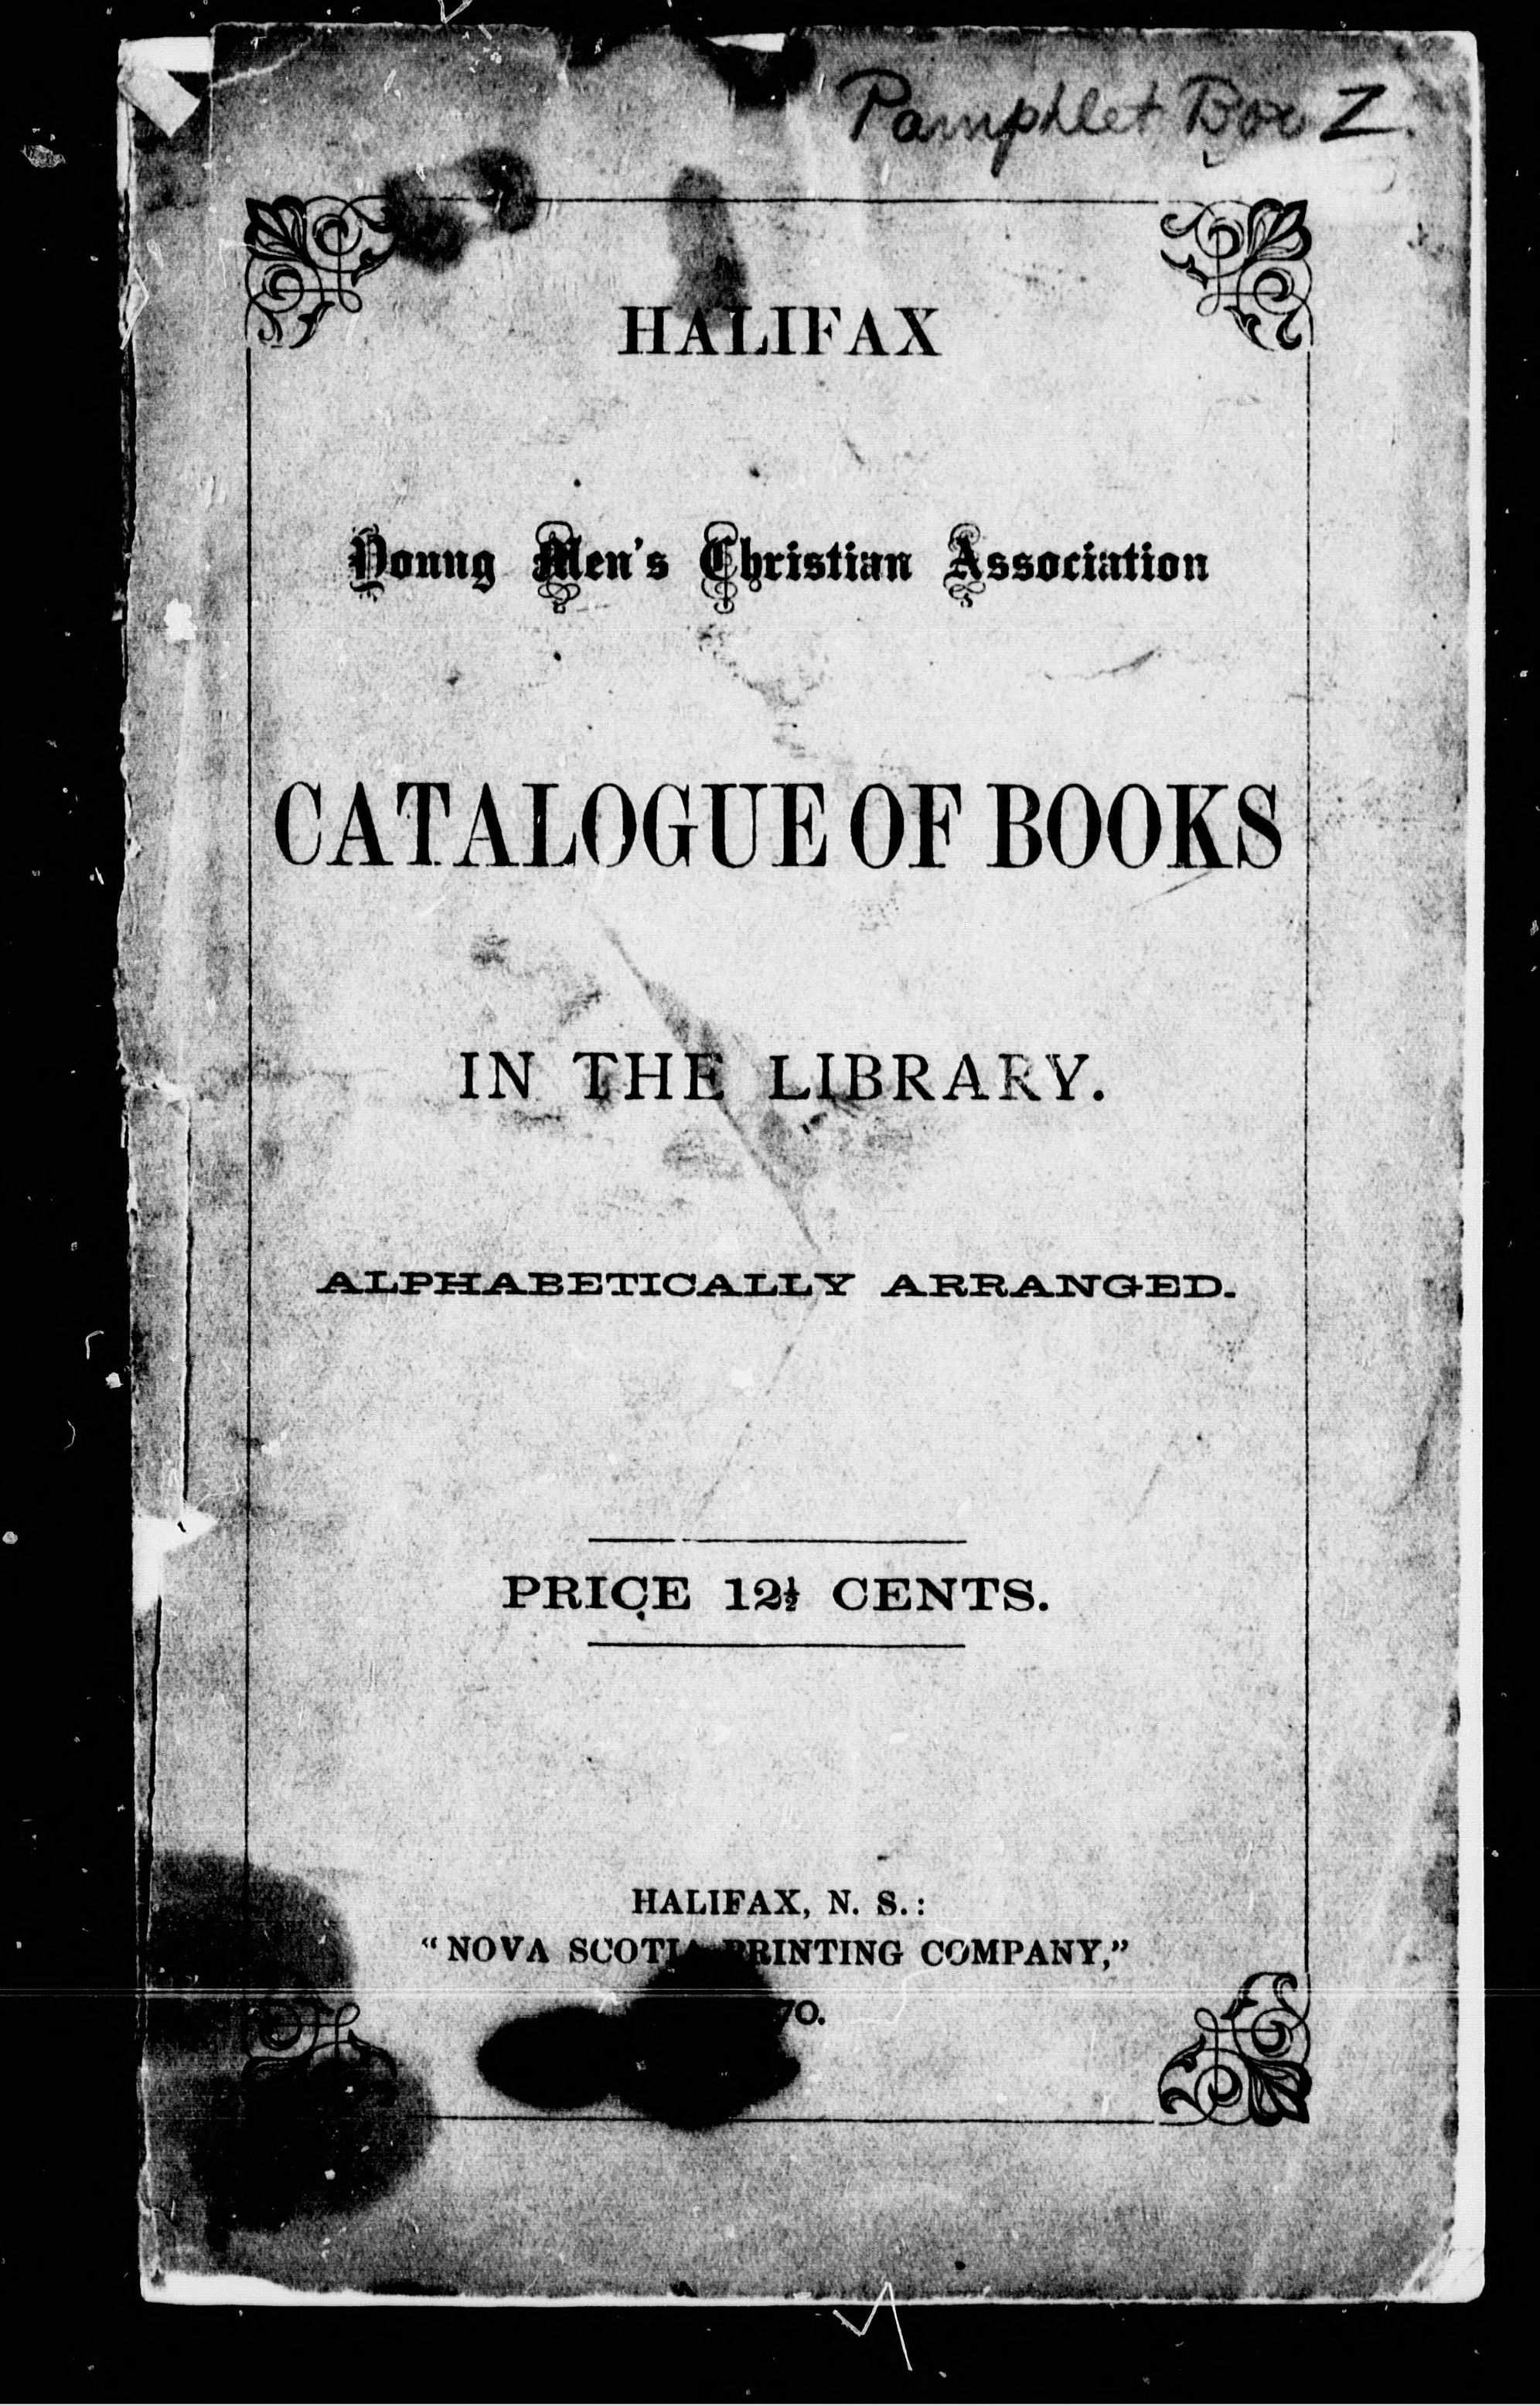 Pamphlet Box Z.
HALIFAX
Young Men's Christian Association
CATALOGUE OF BOOKS
IN THE LIBRARY.
ALPHABETICALLY ARRANGED.
PRICE 12½ CENTS.
HALIFAX, N. S.:
"NOVA SCOTIA PRINTING COMPANY,"
70.